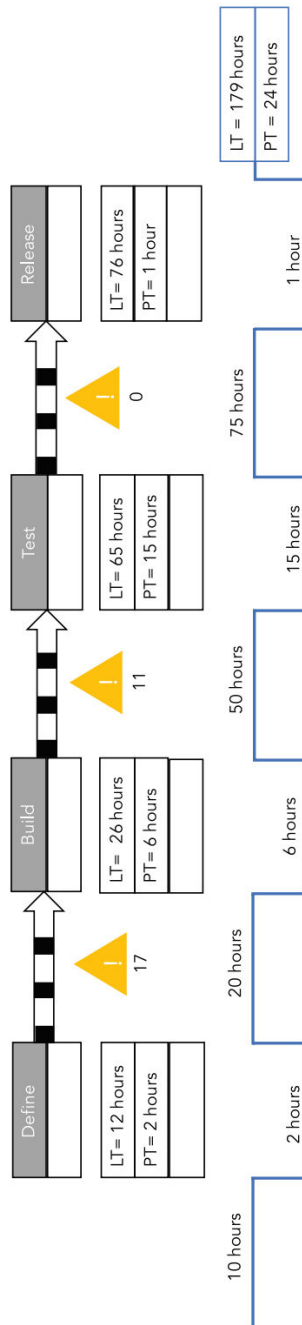 Define
Build
Test
Release
LT= 12 hours
PT= 2 hours
17
LT= 26 hours
PT= 6 hours
11
LT= 65 hours
PT= 15 hours
0
LT= 76 hours
PT= 1 hour
10 hours
2 hours
20 hours
6 hours
50 hours
15 hours
75 hours
1 hour
LT = 179 hours
PT = 24 hours